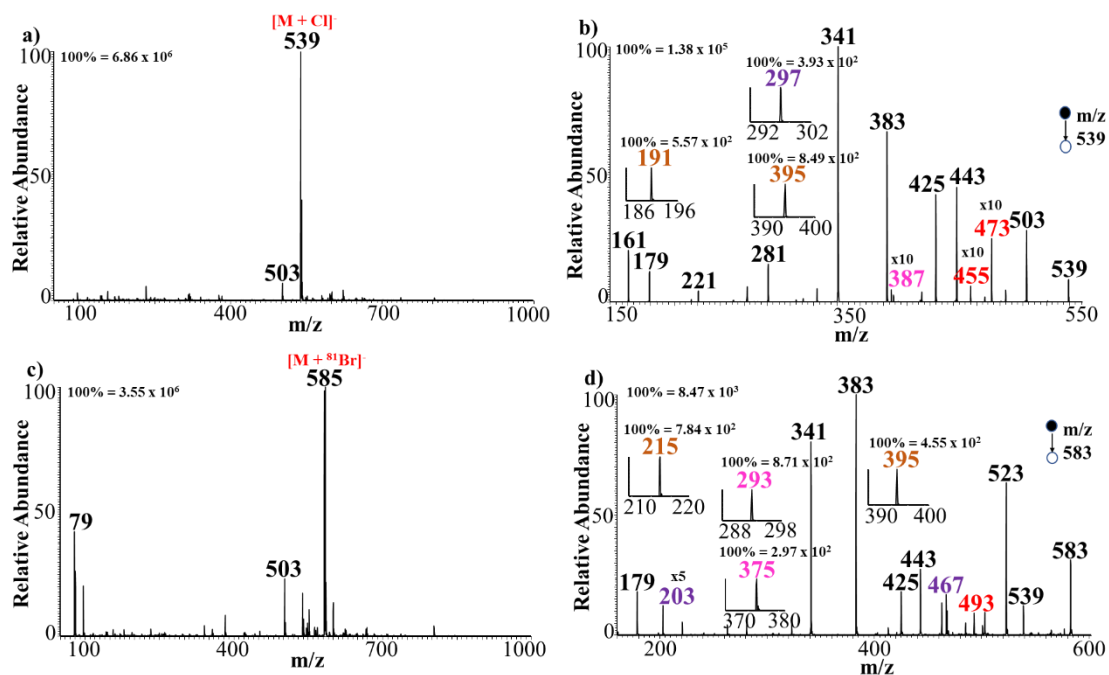 a)
[M + Cl]-
539
100% = 6.86 x 10⁶
100
50
0
503
100 400 700 1000
m/z
Relative Abundance
b)
341
100% = 1.38 x 10⁵
100
50
0
100% = 3.93 x 10²
297
292 302
383
m/z
539
100% = 5.57 x 10²
191
186 196
100% = 8.49 x 10²
395
390 400
425
443
x10
473
503
161
179
221
281
x10
387
x10
455
539
150 350 550
m/z
Relative Abundance
c)
[M + ⁸¹Br]-
585
100% = 3.55 x 10⁶
100
50
0
79
503
100 400 700 1000
m/z
Relative Abundance
d)
383
100% = 8.47 x 10³
100
50
0
m/z
583
100% = 7.84 x 10²
215
210 220
341
100% = 4.55 x 10²
395
390 400
100% = 8.71 x 10²
293
288 298
523
100% = 2.97 x 10²
375
370 380
179
x5
203
443
425
467
493
539
583
200 400 600
m/z
Relative Abundance